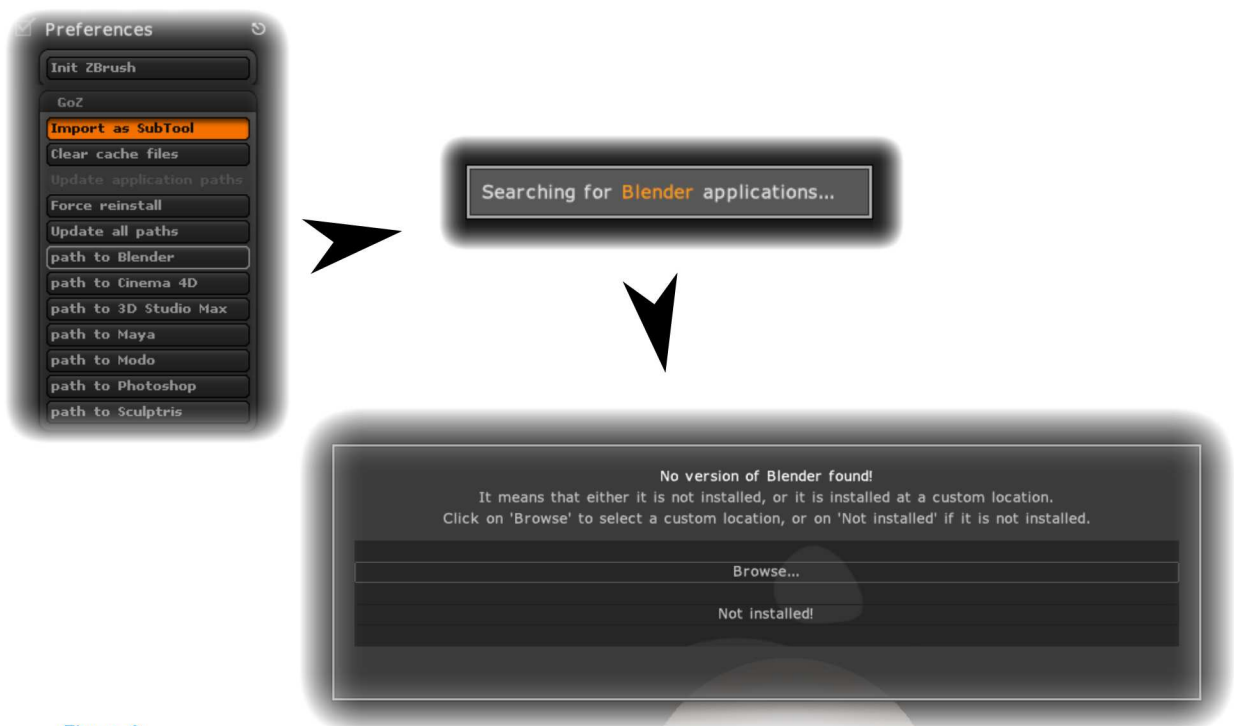 Preferences
Init ZBrush
GoZ
Import as SubTool
Clear cache files
Update application paths
Force reinstall
Update all paths
path to Blender
path to Cinema 4D
path to 3D Studio Max
path to Maya
path to Modo
path to Photoshop
path to Sculptris
Searching for Blender applications...
No version of Blender found!
It means that either it is not installed, or it is installed at a custom location.
Click on 'Browse' to select a custom location, or on 'Not installed' if it is not installed.
Browse...
Not installed!